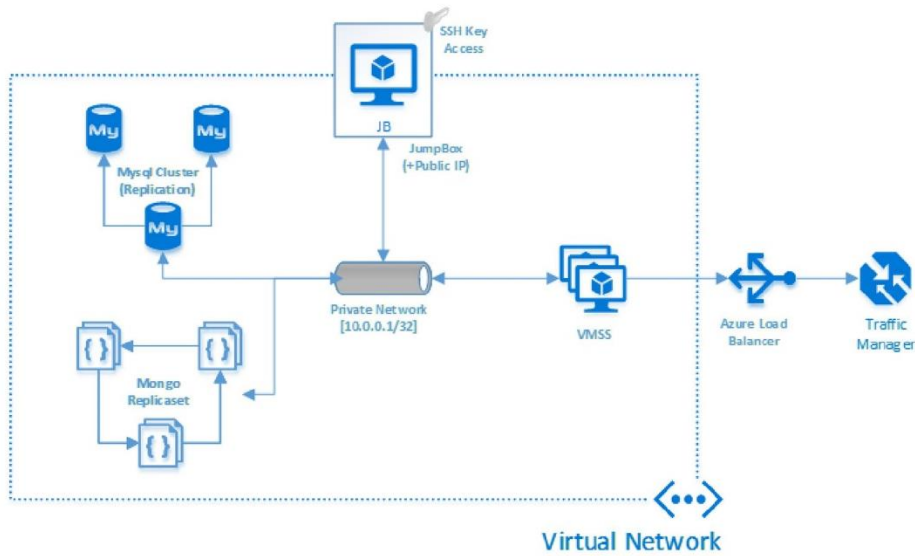 SSH Key
Access
JB
JumpBox
(+Public IP)
My
My
Mysql Cluster
(Replication)
My
Private Network
[10.0.0.1/32]
VMSS
Azure Load
Balancer
Traffic
Manager
{ }
{ }
Mongo
Replicaset
{ }
Virtual Network